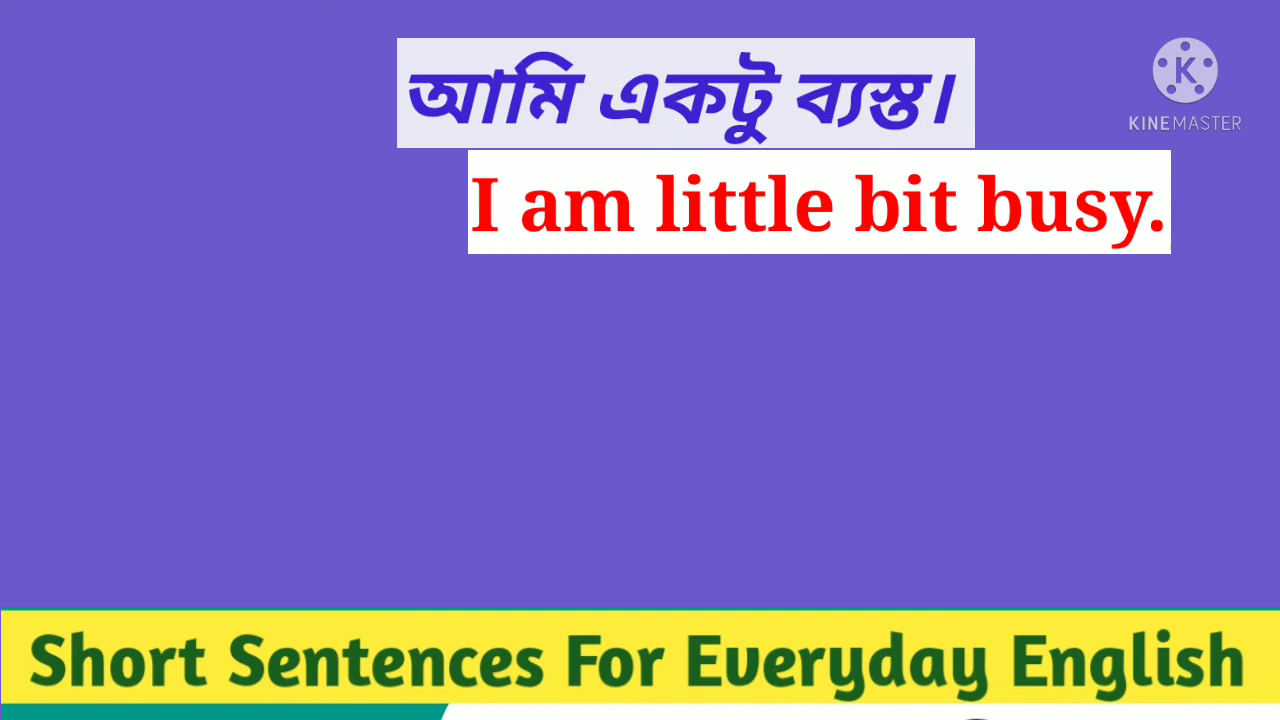 আমি একটু ব্যস্ত।
KINEMASTER
I am little bit busy.
Short Sentences For Everyday English